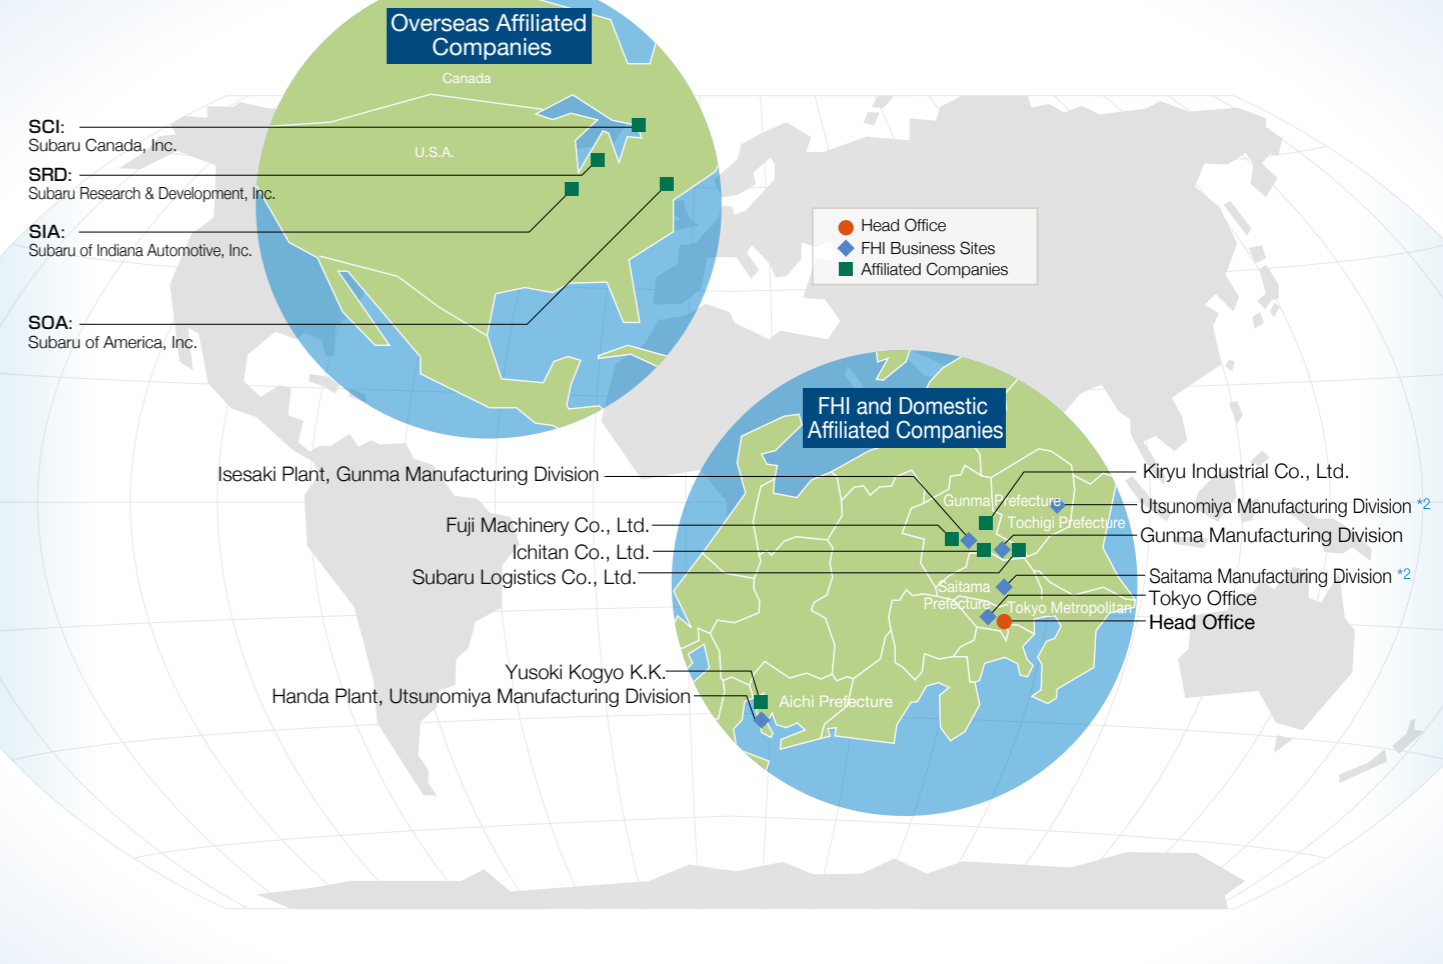 Overseas Affiliated
Companies
Canada
U.S.A.
SCI:
Subaru Canada, Inc.
SRD:
Subaru Research & Development, Inc.
SIA:
Subaru of Indiana Automotive, Inc.
SOA:
Subaru of America, Inc.
Head Office
FHI Business Sites
Affiliated Companies
FHI and Domestic
Affiliated Companies
Isesaki Plant, Gunma Manufacturing Division
Fuji Machinery Co., Ltd.
Ichitan Co., Ltd.
Subaru Logistics Co., Ltd.
Yusoki Kogyo K.K.
Handa Plant, Utsunomiya Manufacturing Division
Gunma Prefecture
Tochigi Prefecture
Saitama
Prefecture
Tokyo Metropolitan
Aichi Prefecture
Kiryu Industrial Co., Ltd.
Utsunomiya Manufacturing Division *2
Gunma Manufacturing Division
Saitama Manufacturing Division *2
Tokyo Office
Head Office